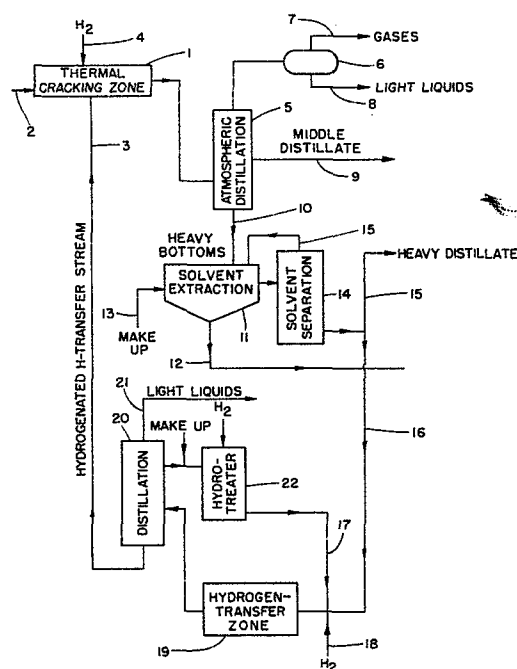 H2
4
1
THERMAL
CRACKING ZONE
2
3
7
GASES
6
8
LIGHT LIQUIDS
5
ATMOSPHERIC
DISTILLATION
MIDDLE
DISTILLATE
9
10
HEAVY
BOTTOMS
15
HEAVY DISTILLATE
SOLVENT
EXTRACTION
SOLVENT
SEPARATION
14
15
13
MAKE
UP
11
12
HYDROGENATED H-TRANSFER STREAM
21
LIGHT LIQUIDS
20
MAKE UP
H2
16
DISTILLATION
HYDRO-
TREATER
22
17
HYDROGEN-
TRANSFER
ZONE
19
18
H2